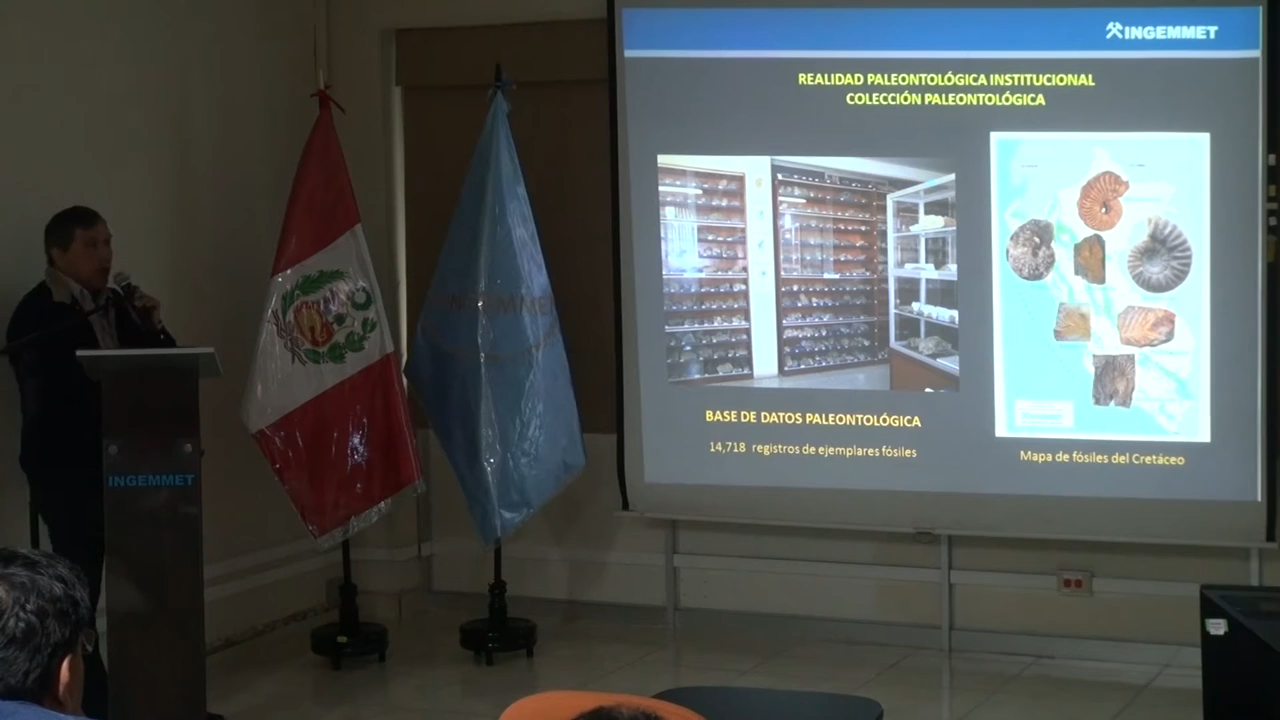 INGEMMET
REALIDAD PALEONTOLÓGICA INSTITUCIONAL
COLECCIÓN PALEONTOLÓGICA
BASE DE DATOS PALEONTOLÓGICA
14,718 registros de ejemplares fósiles
Mapa de fósiles del Cretáceo
INGEMMET
INGEMMET